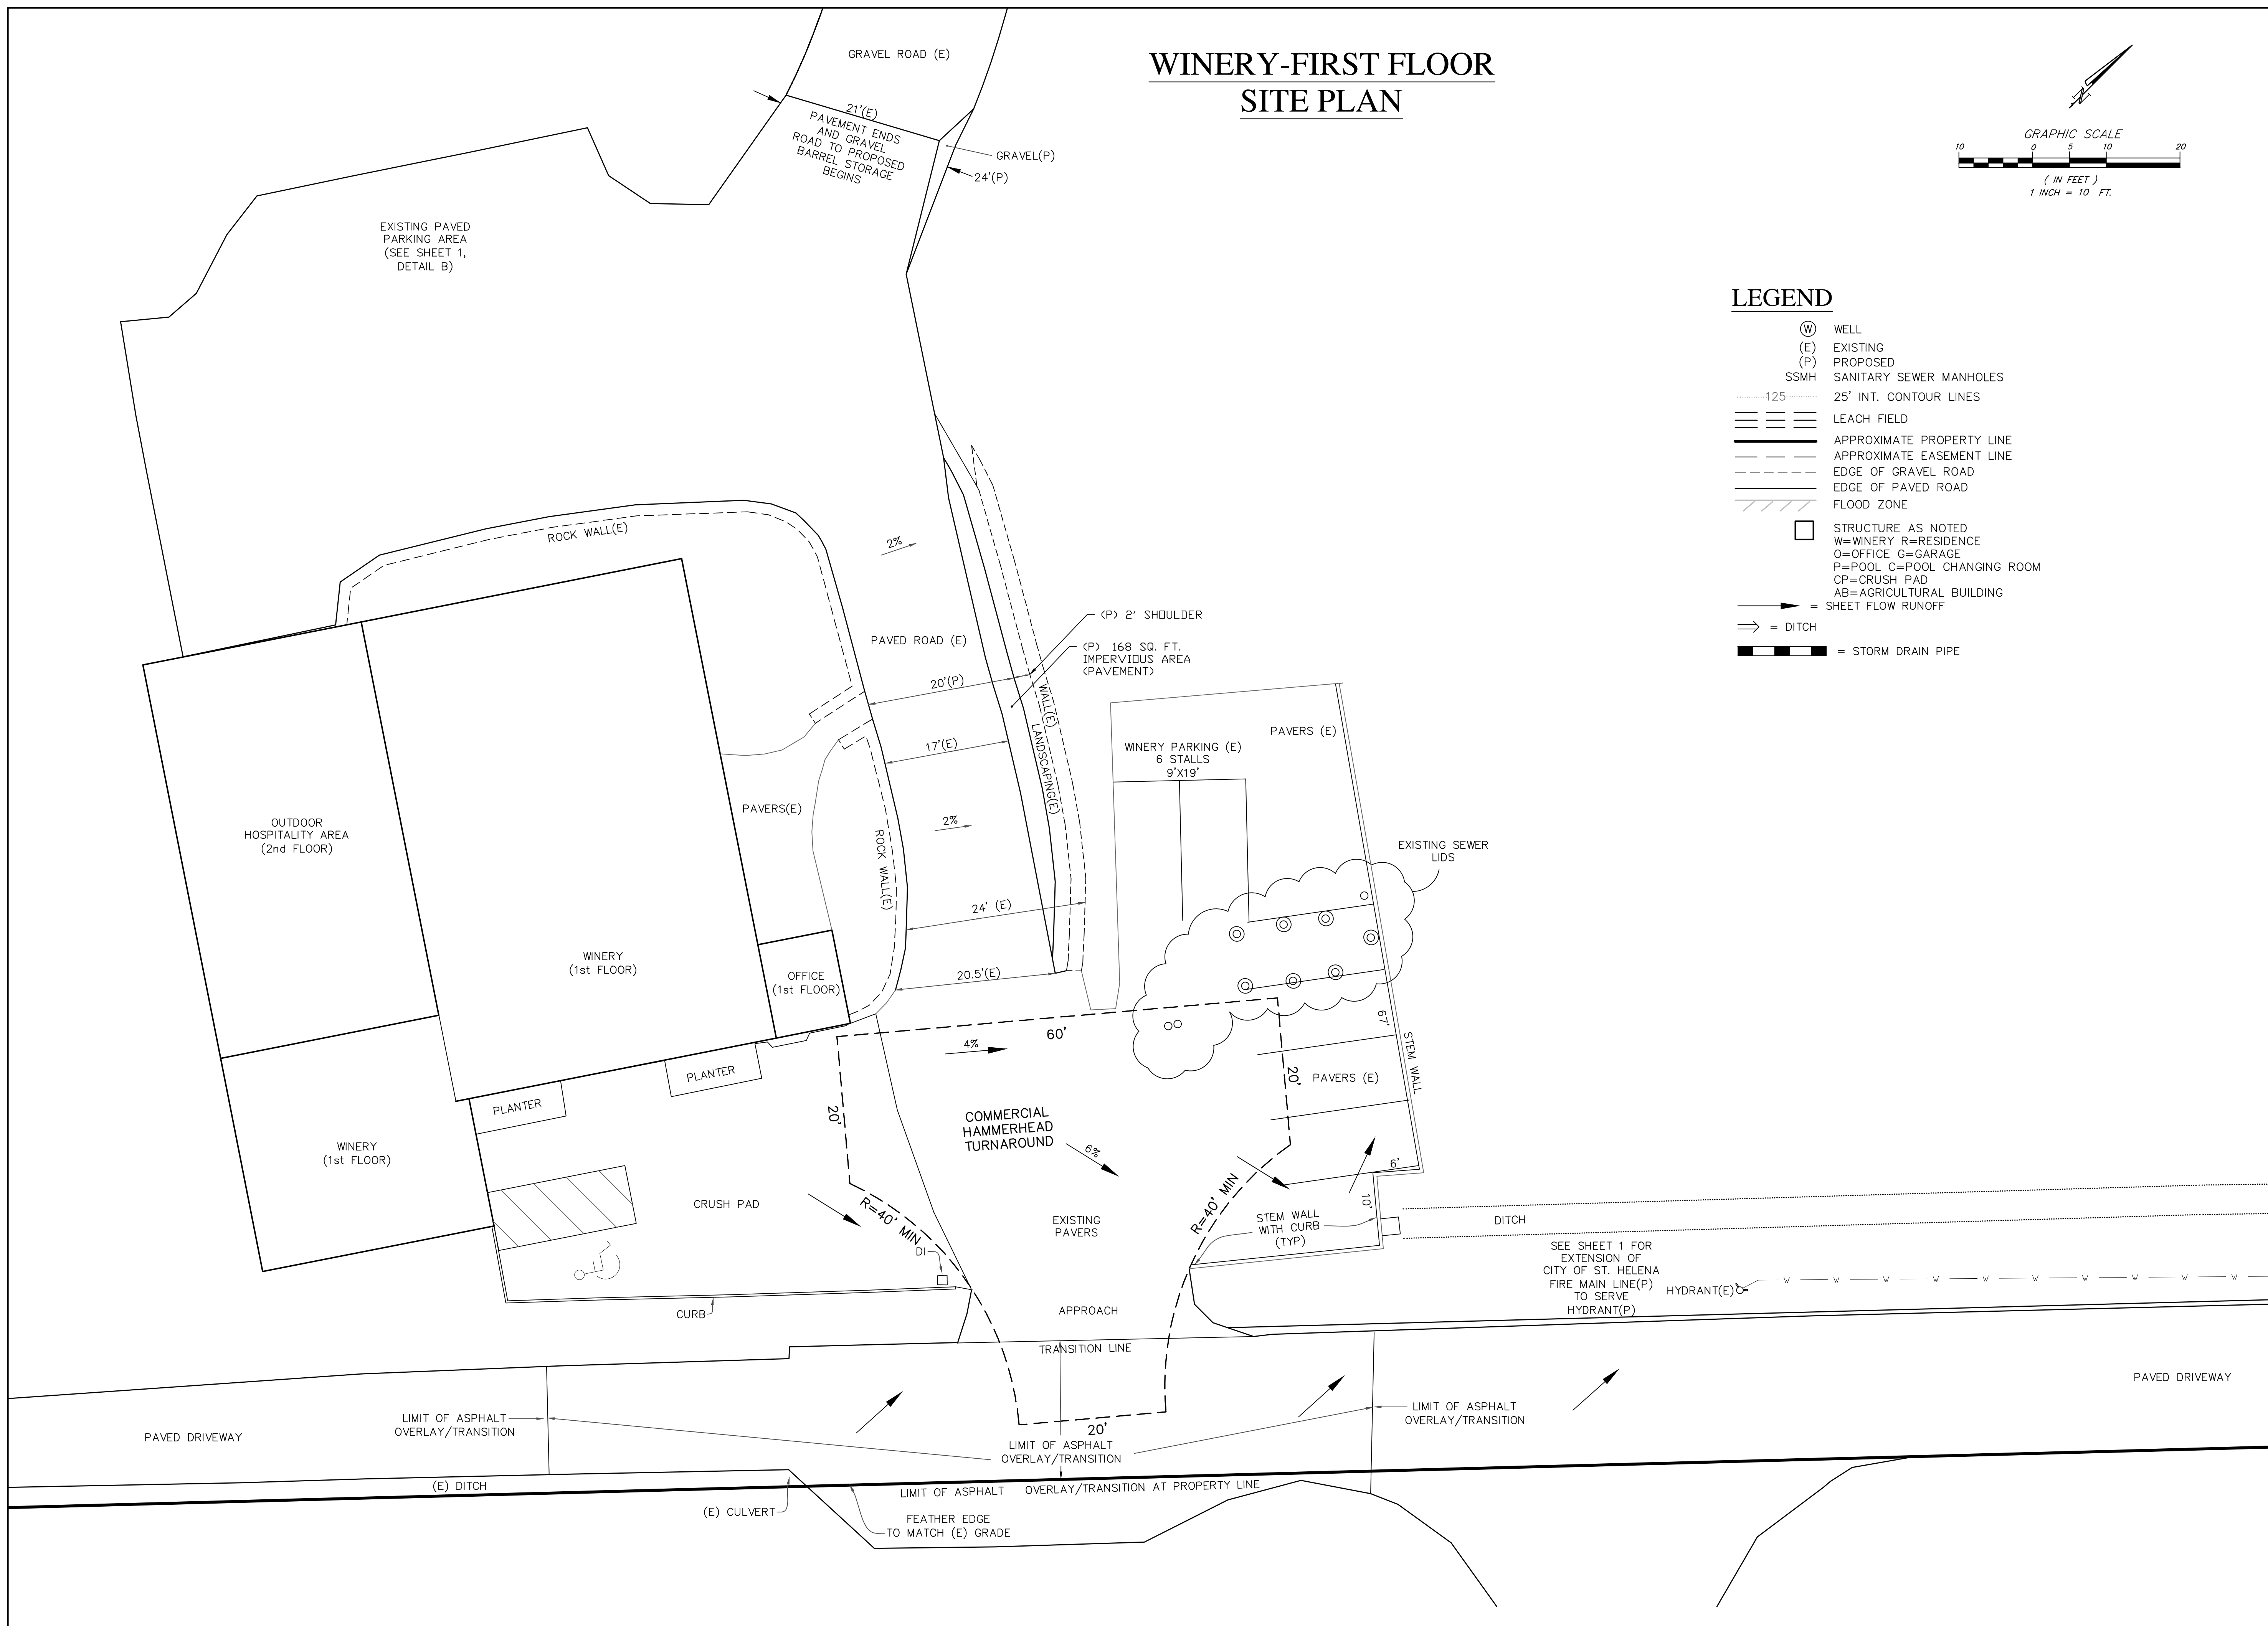 WINERY-FIRST FLOOR
SITE PLAN
GRAVEL ROAD (E)
21'(E)
PAVEMENT ENDS
AND GRAVEL
ROAD TO PROPOSED
BARREL STORAGE
BEGINS
GRAVEL(P)
24'(P)
N
GRAPHIC SCALE
10 0 5 10 20
( IN FEET )
1 INCH = 10 FT.
EXISTING PAVED
PARKING AREA
(SEE SHEET 1,
DETAIL B)
LEGEND
W WELL
(E) EXISTING
(P) PROPOSED
SSMH SANITARY SEWER MANHOLES
125 25' INT. CONTOUR LINES
LEACH FIELD
APPROXIMATE PROPERTY LINE
APPROXIMATE EASEMENT LINE
EDGE OF GRAVEL ROAD
EDGE OF PAVED ROAD
FLOOD ZONE
STRUCTURE AS NOTED
W=WINERY R=RESIDENCE
O=OFFICE G=GARAGE
P=POOL C=POOL CHANGING ROOM
CP=CRUSH PAD
AB=AGRICULTURAL BUILDING
= SHEET FLOW RUNOFF
= DITCH
= STORM DRAIN PIPE
ROCK WALL(E)
2%
(P) 2' SHOULDER
PAVED ROAD (E)
(P) 168 SQ. FT.
IMPERVIOUS AREA
(PAVEMENT)
20'(P)
WALL(E)
LANDSCAPING(E)
17'(E)
WINERY PARKING (E)
6 STALLS
9'X19'
PAVERS (E)
PAVERS(E)
OUTDOOR
HOSPITALITY AREA
(2nd FLOOR)
2%
ROCK WALL(E)
EXISTING SEWER
LIDS
24' (E)
WINERY
(1st FLOOR)
OFFICE
(1st FLOOR)
20.5'(E)
60'
4%
67'
STEM WALL
PLANTER
PLANTER
20'
20'
PAVERS (E)
COMMERCIAL
HAMMERHEAD
TURNAROUND
6%
WINERY
(1st FLOOR)
6'
10'
CRUSH PAD
R=40' MIN
R=40' MIN
EXISTING
PAVERS
STEM WALL
WITH CURB
(TYP)
DITCH
DI
SEE SHEET 1 FOR
EXTENSION OF
CITY OF ST. HELENA
FIRE MAIN LINE(P)
TO SERVE
HYDRANT(P)
HYDRANT(E)
W W W W W W W W W W
CURB
APPROACH
TRANSITION LINE
PAVED DRIVEWAY
LIMIT OF ASPHALT
OVERLAY/TRANSITION
20'
LIMIT OF ASPHALT
OVERLAY/TRANSITION
LIMIT OF ASPHALT
OVERLAY/TRANSITION
PAVED DRIVEWAY
(E) DITCH
LIMIT OF ASPHALT OVERLAY/TRANSITION AT PROPERTY LINE
(E) CULVERT
FEATHER EDGE
TO MATCH (E) GRADE